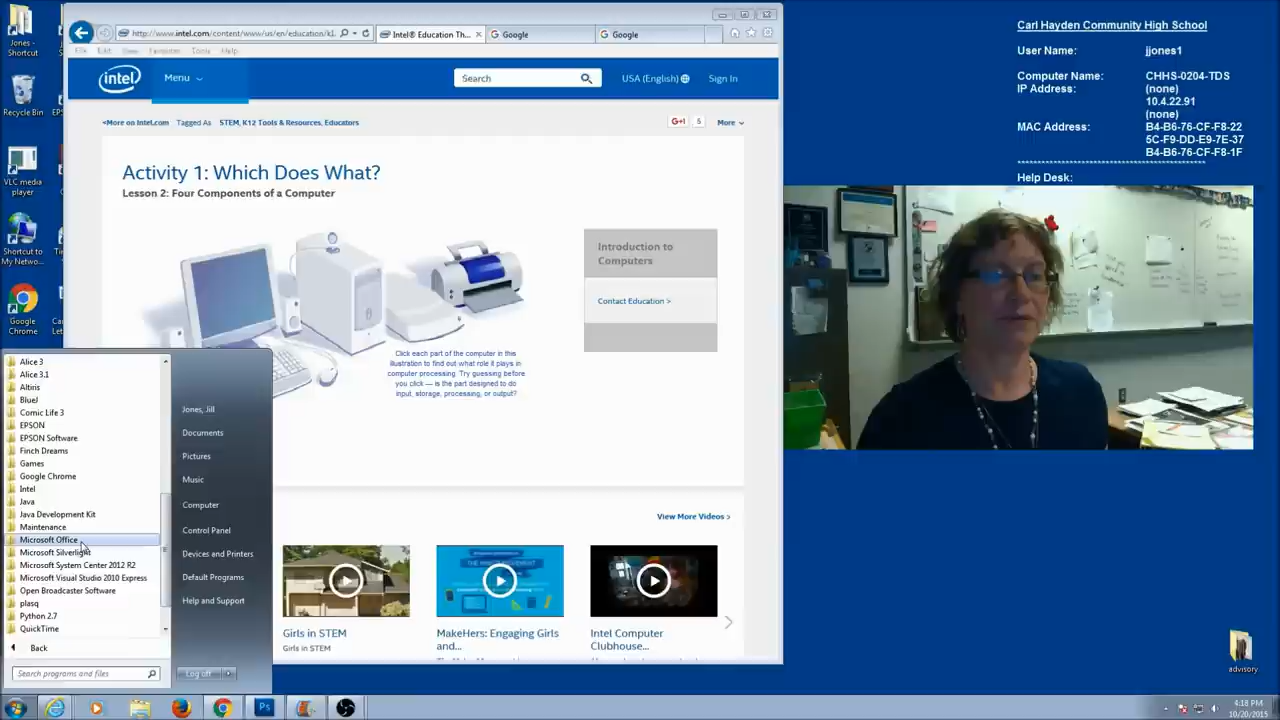 Jones -
Shortcut
Recycle Bin
VLC media
player
Shortcut to
My Netwo...
Google
Chrome
http://www.intel.com/content/www/us/en/education/k1
Intel® Education Th...
Google
Google
File Edit View Favorites Tools Help
intel
Menu
Search
USA (English)
Sign In
<More on Intel.com Tagged As STEM, K12 Tools & Resources, Educators
G+1 5 More
Activity 1: Which Does What?
Lesson 2: Four Components of a Computer
Introduction to
Computers
Contact Education >
Click each part of the computer in this
illustration to find out what role it plays in
computer processing. Try guessing before
you click — is the part designed to do
input, storage, processing, or output?
View More Videos >
Girls in STEM
Girls in STEM
MakeHers: Engaging Girls
and...
Intel Computer
Clubhouse...
Alice 3
Alice 3.1
Altiris
BlueJ
Comic Life 3
EPSON
EPSON Software
Finch Dreams
Games
Google Chrome
Intel
Java
Java Development Kit
Maintenance
Microsoft Office
Microsoft Silverlight
Microsoft System Center 2012 R2
Microsoft Visual Studio 2010 Express
Open Broadcaster Software
plasq
Python 2.7
QuickTime
Back
Search programs and files
Jones, Jill
Documents
Pictures
Music
Computer
Control Panel
Devices and Printers
Default Programs
Help and Support
Log off
Carl Hayden Community High School
User Name: jjones1
Computer Name: CHHS-0204-TDS
IP Address: (none)
10.4.22.91
(none)
MAC Address: B4-B6-76-CF-F8-22
5C-F9-DD-E9-7E-37
B4-B6-76-CF-F8-1F
Help Desk:
advisory
Ps
4:18 PM
10/20/2015